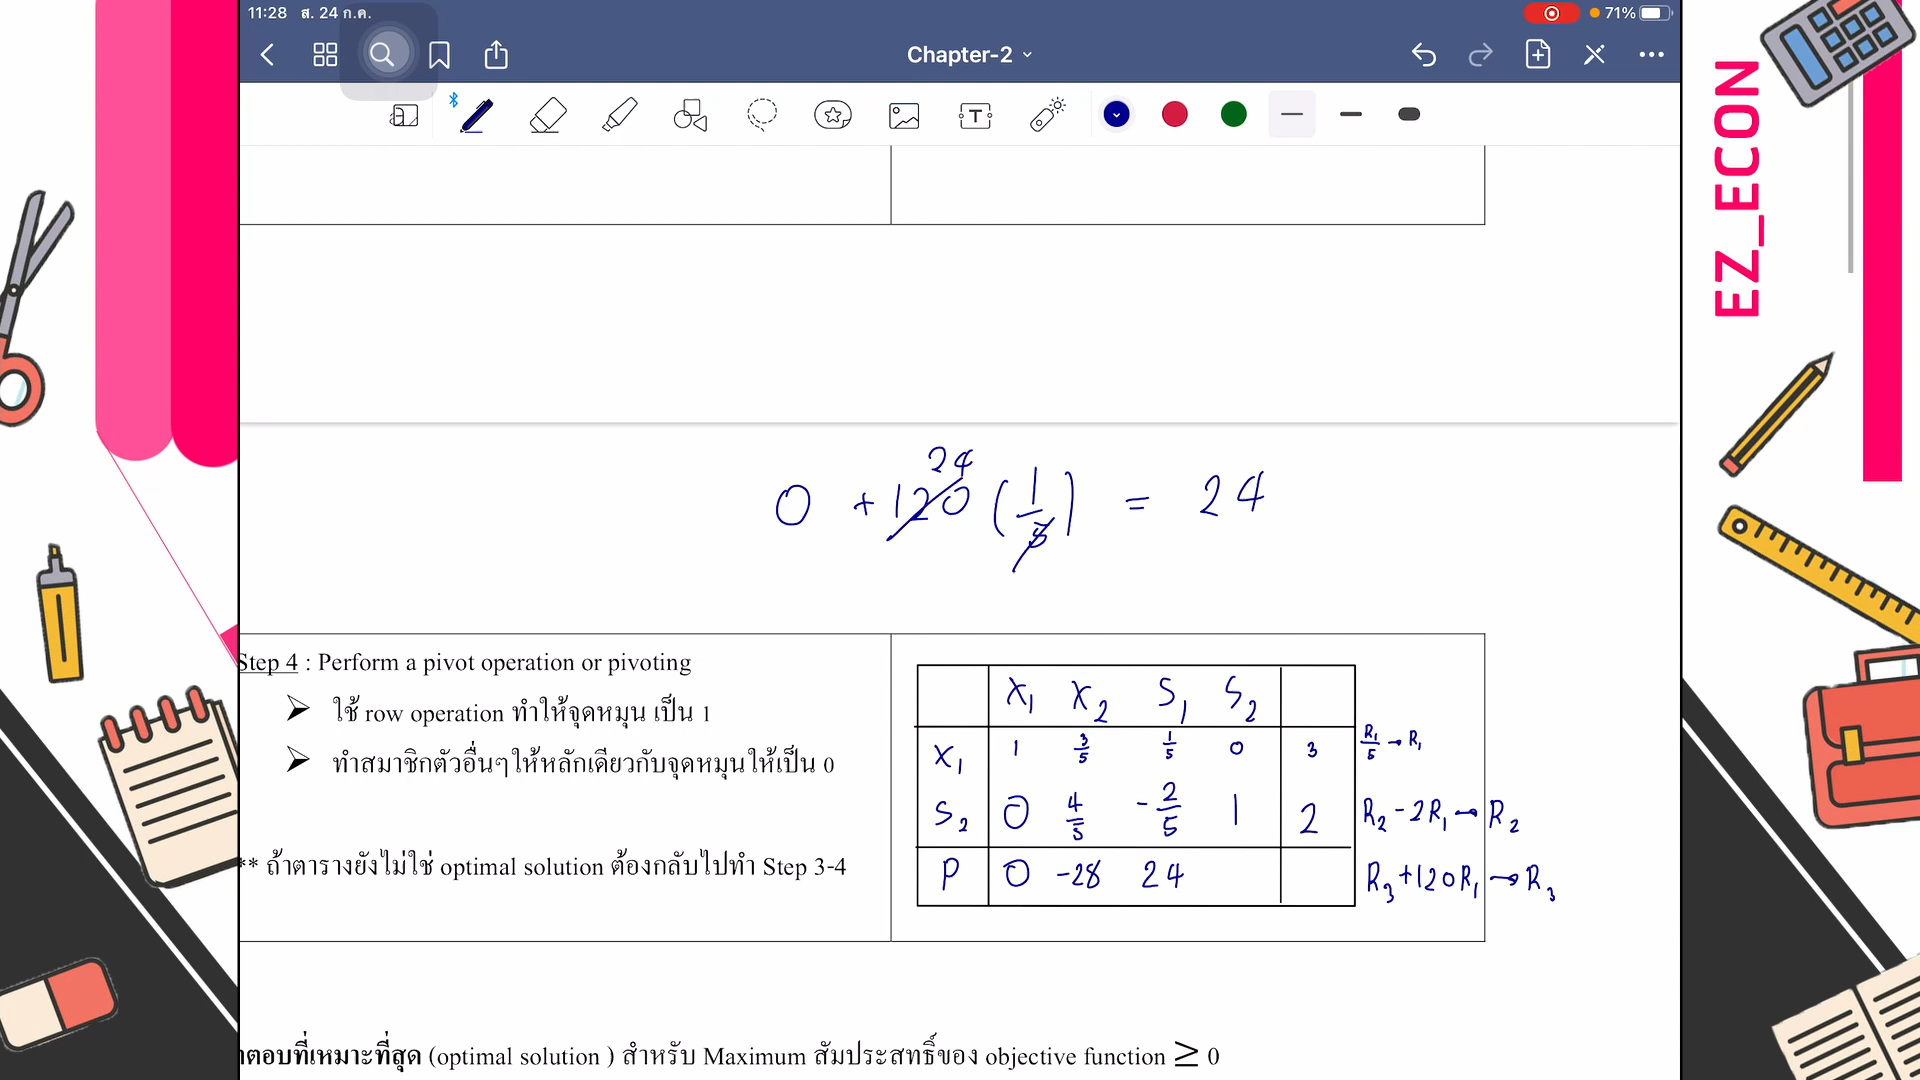 11:28 ส. 24 ก.ค.
71%
Chapter-2
EZ_ECON
24
0 + 120 (1/5) = 24
Step 4 : Perform a pivot operation or pivoting
➢ ใช้ row operation ทำให้จุดหมุน เป็น 1
➢ ทำสมาชิกตัวอื่นๆให้หลักเดียวกับจุดหมุนให้เป็น 0
** ถ้าตารางยังไม่ใช่ optimal solution ต้องกลับไปทำ Step 3-4
X₁ X₂ S₁ S₂
X₁ 1 3/5 1/5 0 3 R₁/5 → R₁
S₂ 0 4/5 -2/5 1 2 R₂ - 2R₁ → R₂
P 0 -28 24 R₃ + 120R₁ → R₃
ตอบที่เหมาะที่สุด (optimal solution ) สำหรับ Maximum สัมประสทธิ์ของ objective function ≥ 0